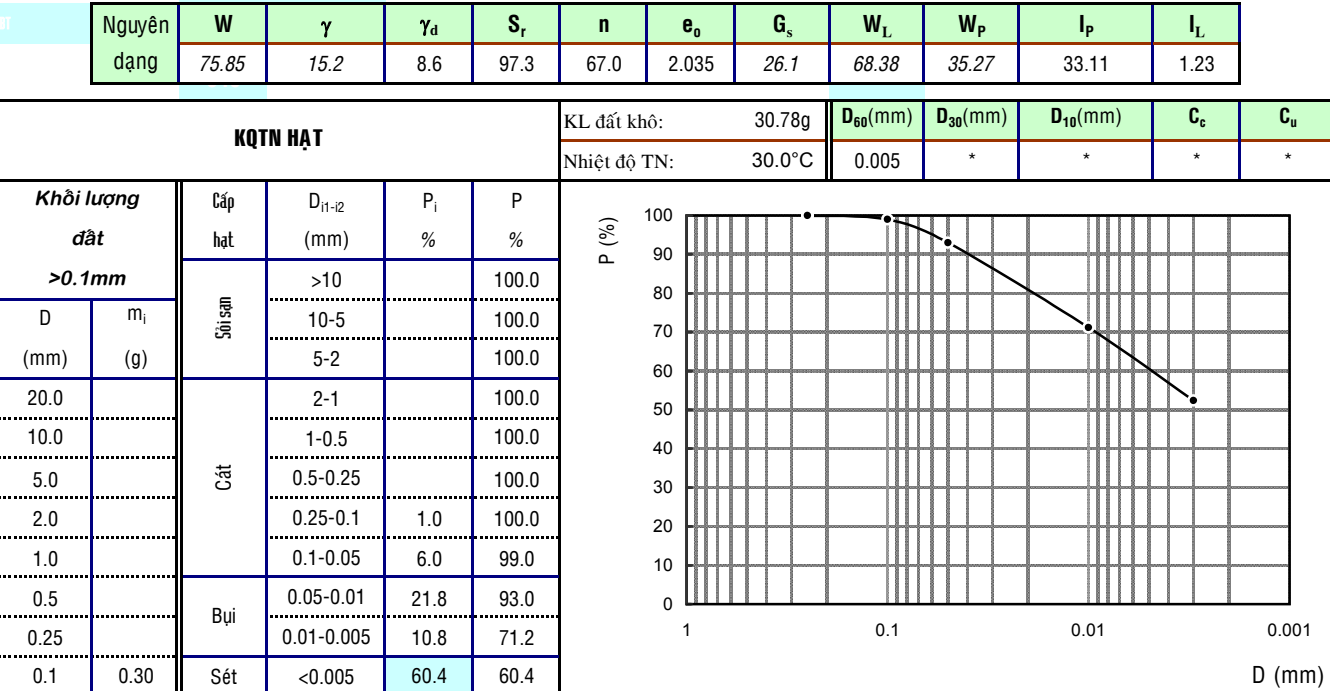 Nguyên W γ γd Sr n eo Gs WL WP IP IL
dạng 75.85 15.2 8.6 97.3 67.0 2.035 26.1 68.38 35.27 33.11 1.23
KQTN HẠT
KL đất khô: 30.78g D60(mm) D30(mm) D10(mm) Cc Cu
Nhiệt độ TN: 30.0°C 0.005 * * * *
Khối lượng
đất
>0.1mm
D mi
(mm) (g)
20.0
10.0
5.0
2.0
1.0
0.5
0.25
0.1 0.30
Cấp Di1-i2 Pi P
hạt (mm) % %
Sỏi sạn
>10 100.0
10-5 100.0
5-2 100.0
Cát
2-1 100.0
1-0.5 100.0
0.5-0.25 100.0
0.25-0.1 1.0 100.0
0.1-0.05 6.0 99.0
Bụi
0.05-0.01 21.8 93.0
0.01-0.005 10.8 71.2
Sét <0.005 60.4 60.4
P (%)
100
90
80
70
60
50
40
30
20
10
0
1 0.1 0.01 0.001
D (mm)